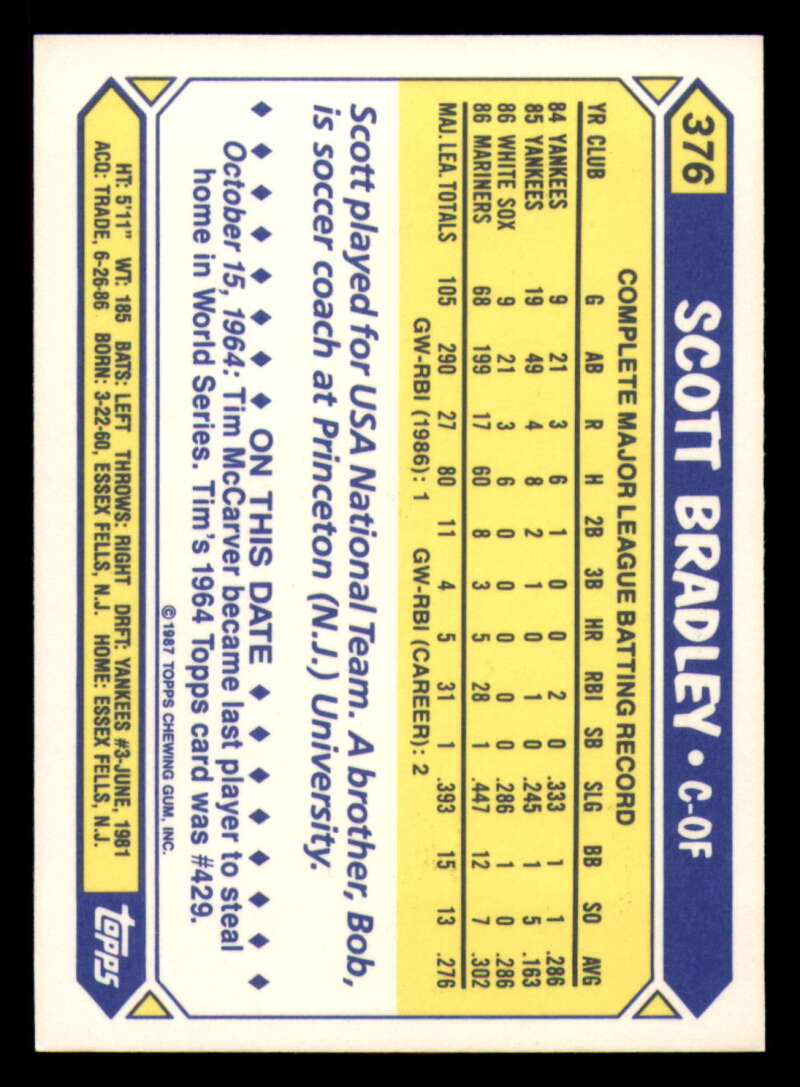 376 SCOTT BRADLEY • C-OF
COMPLETE MAJOR LEAGUE BATTING RECORD
YR CLUB G AB R H 2B 3B HR RBI SB SLG BB SO AVG
84 YANKEES 9 21 3 6 1 0 0 2 0 .333 1 1 .286
85 YANKEES 19 49 4 8 2 1 0 1 0 .245 1 5 .163
86 WHITE SOX 9 21 3 6 0 0 0 0 0 .286 1 0 .286
86 MARINERS 68 199 17 60 8 3 5 28 1 .447 12 7 .302
MAJ. LEA. TOTALS 105 290 27 80 11 4 5 31 1 .393 15 13 .276
GW-RBI (1986): 1 GW-RBI (CAREER): 2
Scott played for USA National Team. A brother, Bob,
is soccer coach at Princeton (N.J.) University.
◆ ◆ ◆ ◆ ◆ ◆ ◆ ◆ ON THIS DATE ◆ ◆ ◆ ◆ ◆ ◆ ◆ ◆
October 15, 1964: Tim McCarver became last player to steal
home in World Series. Tim's 1964 Topps card was #429.
© 1987 TOPPS CHEWING GUM, INC.
HT: 5'11" WT: 185 BATS: LEFT THROWS: RIGHT DRFT: YANKEES #3-JUNE, 1981
ACQ: TRADE, 6-26-86 BORN: 3-22-60, ESSEX FELLS, N.J. HOME: ESSEX FELLS, N.J.
topps